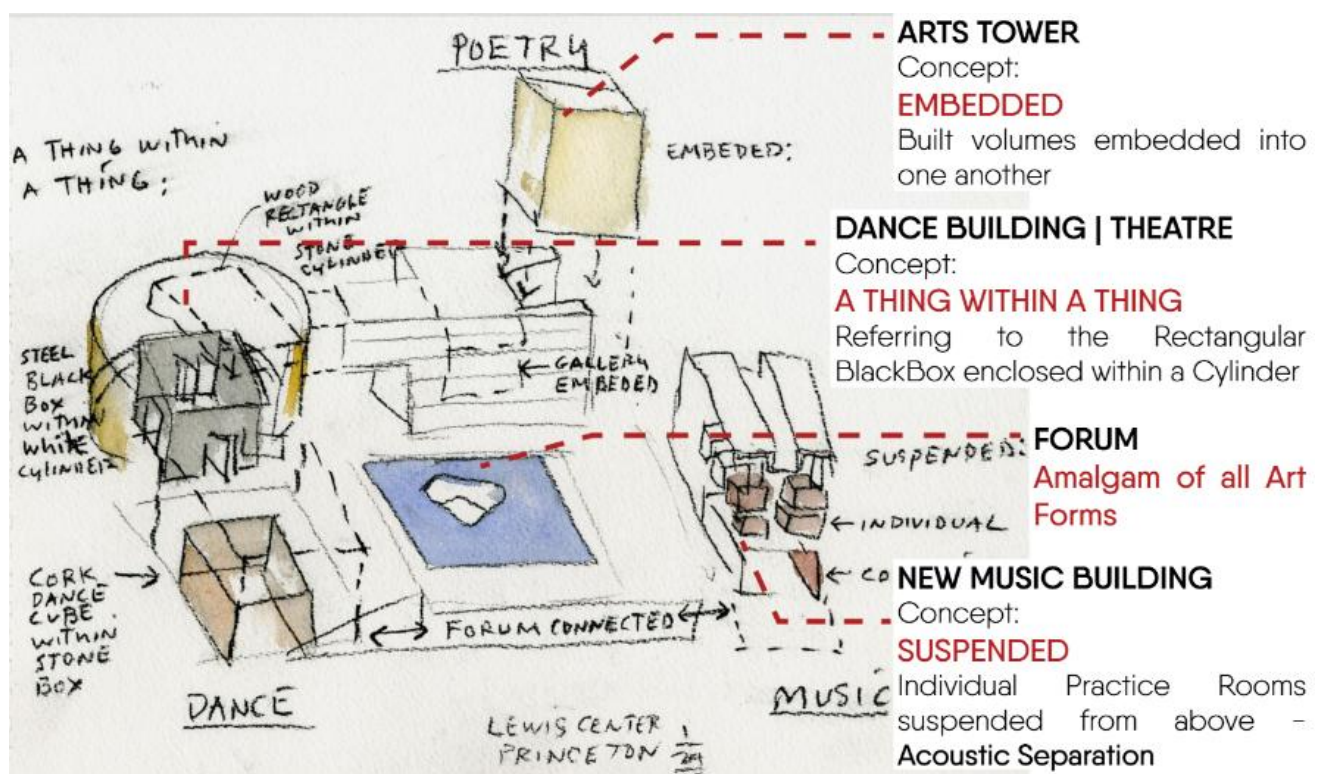 POETRY
A THING WITHIN
A THING:
WOOD
RECTANGLE
WITHIN
STONE
CYLINDER
EMBEDED:
STEEL
BLACK
BOX
WITHIN
WHITE
CYLINDER
GALLERY
EMBEDED
SUSPENDED:
INDIVIDUAL
CO
CORK
DANCE
CUBE
WITHIN
STONE
BOX
FORUM CONNECTED
DANCE
MUSIC
LEWIS CENTER
PRINCETON
ARTS TOWER
Concept:
EMBEDDED
Built volumes embedded into
one another
DANCE BUILDING | THEATRE
Concept:
A THING WITHIN A THING
Referring to the Rectangular
BlackBox enclosed within a Cylinder
FORUM
Amalgam of all Art
Forms
NEW MUSIC BUILDING
Concept:
SUSPENDED
Individual Practice Rooms
suspended from above –
Acoustic Separation